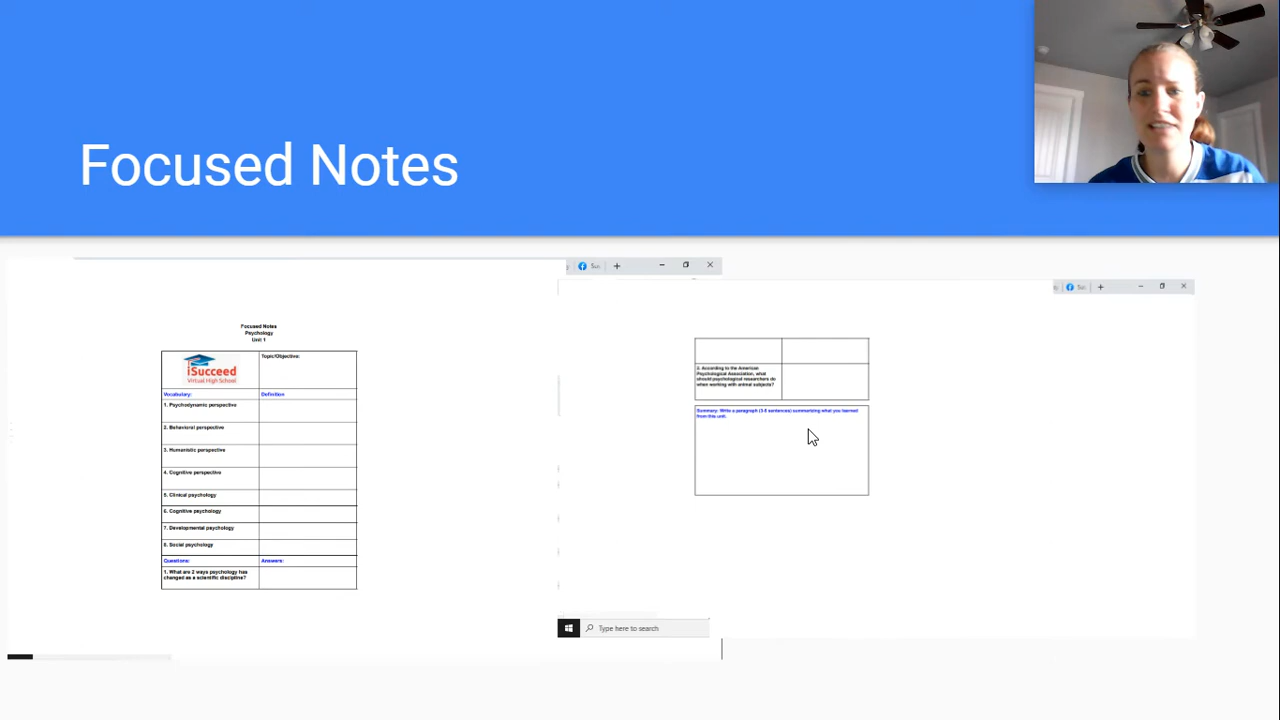 Focused Notes
Focused Notes
Psychology
Unit 1
iSucceed
Virtual High School
Topic/Objective:
Vocabulary:
Definition
1. Psychodynamic perspective
2. Behavioral perspective
3. Humanistic perspective
4. Cognitive perspective
5. Clinical psychology
6. Cognitive psychology
7. Developmental psychology
8. Social psychology
Questions:
Answers:
1. What are 2 ways psychology has
changed as a scientific discipline?
2. According to the American
Psychological Association, what
should psychological researchers do
when working with animal subjects?
Summary: Write a paragraph (3-5 sentences) summarizing what you learned
from this unit.
Type here to search